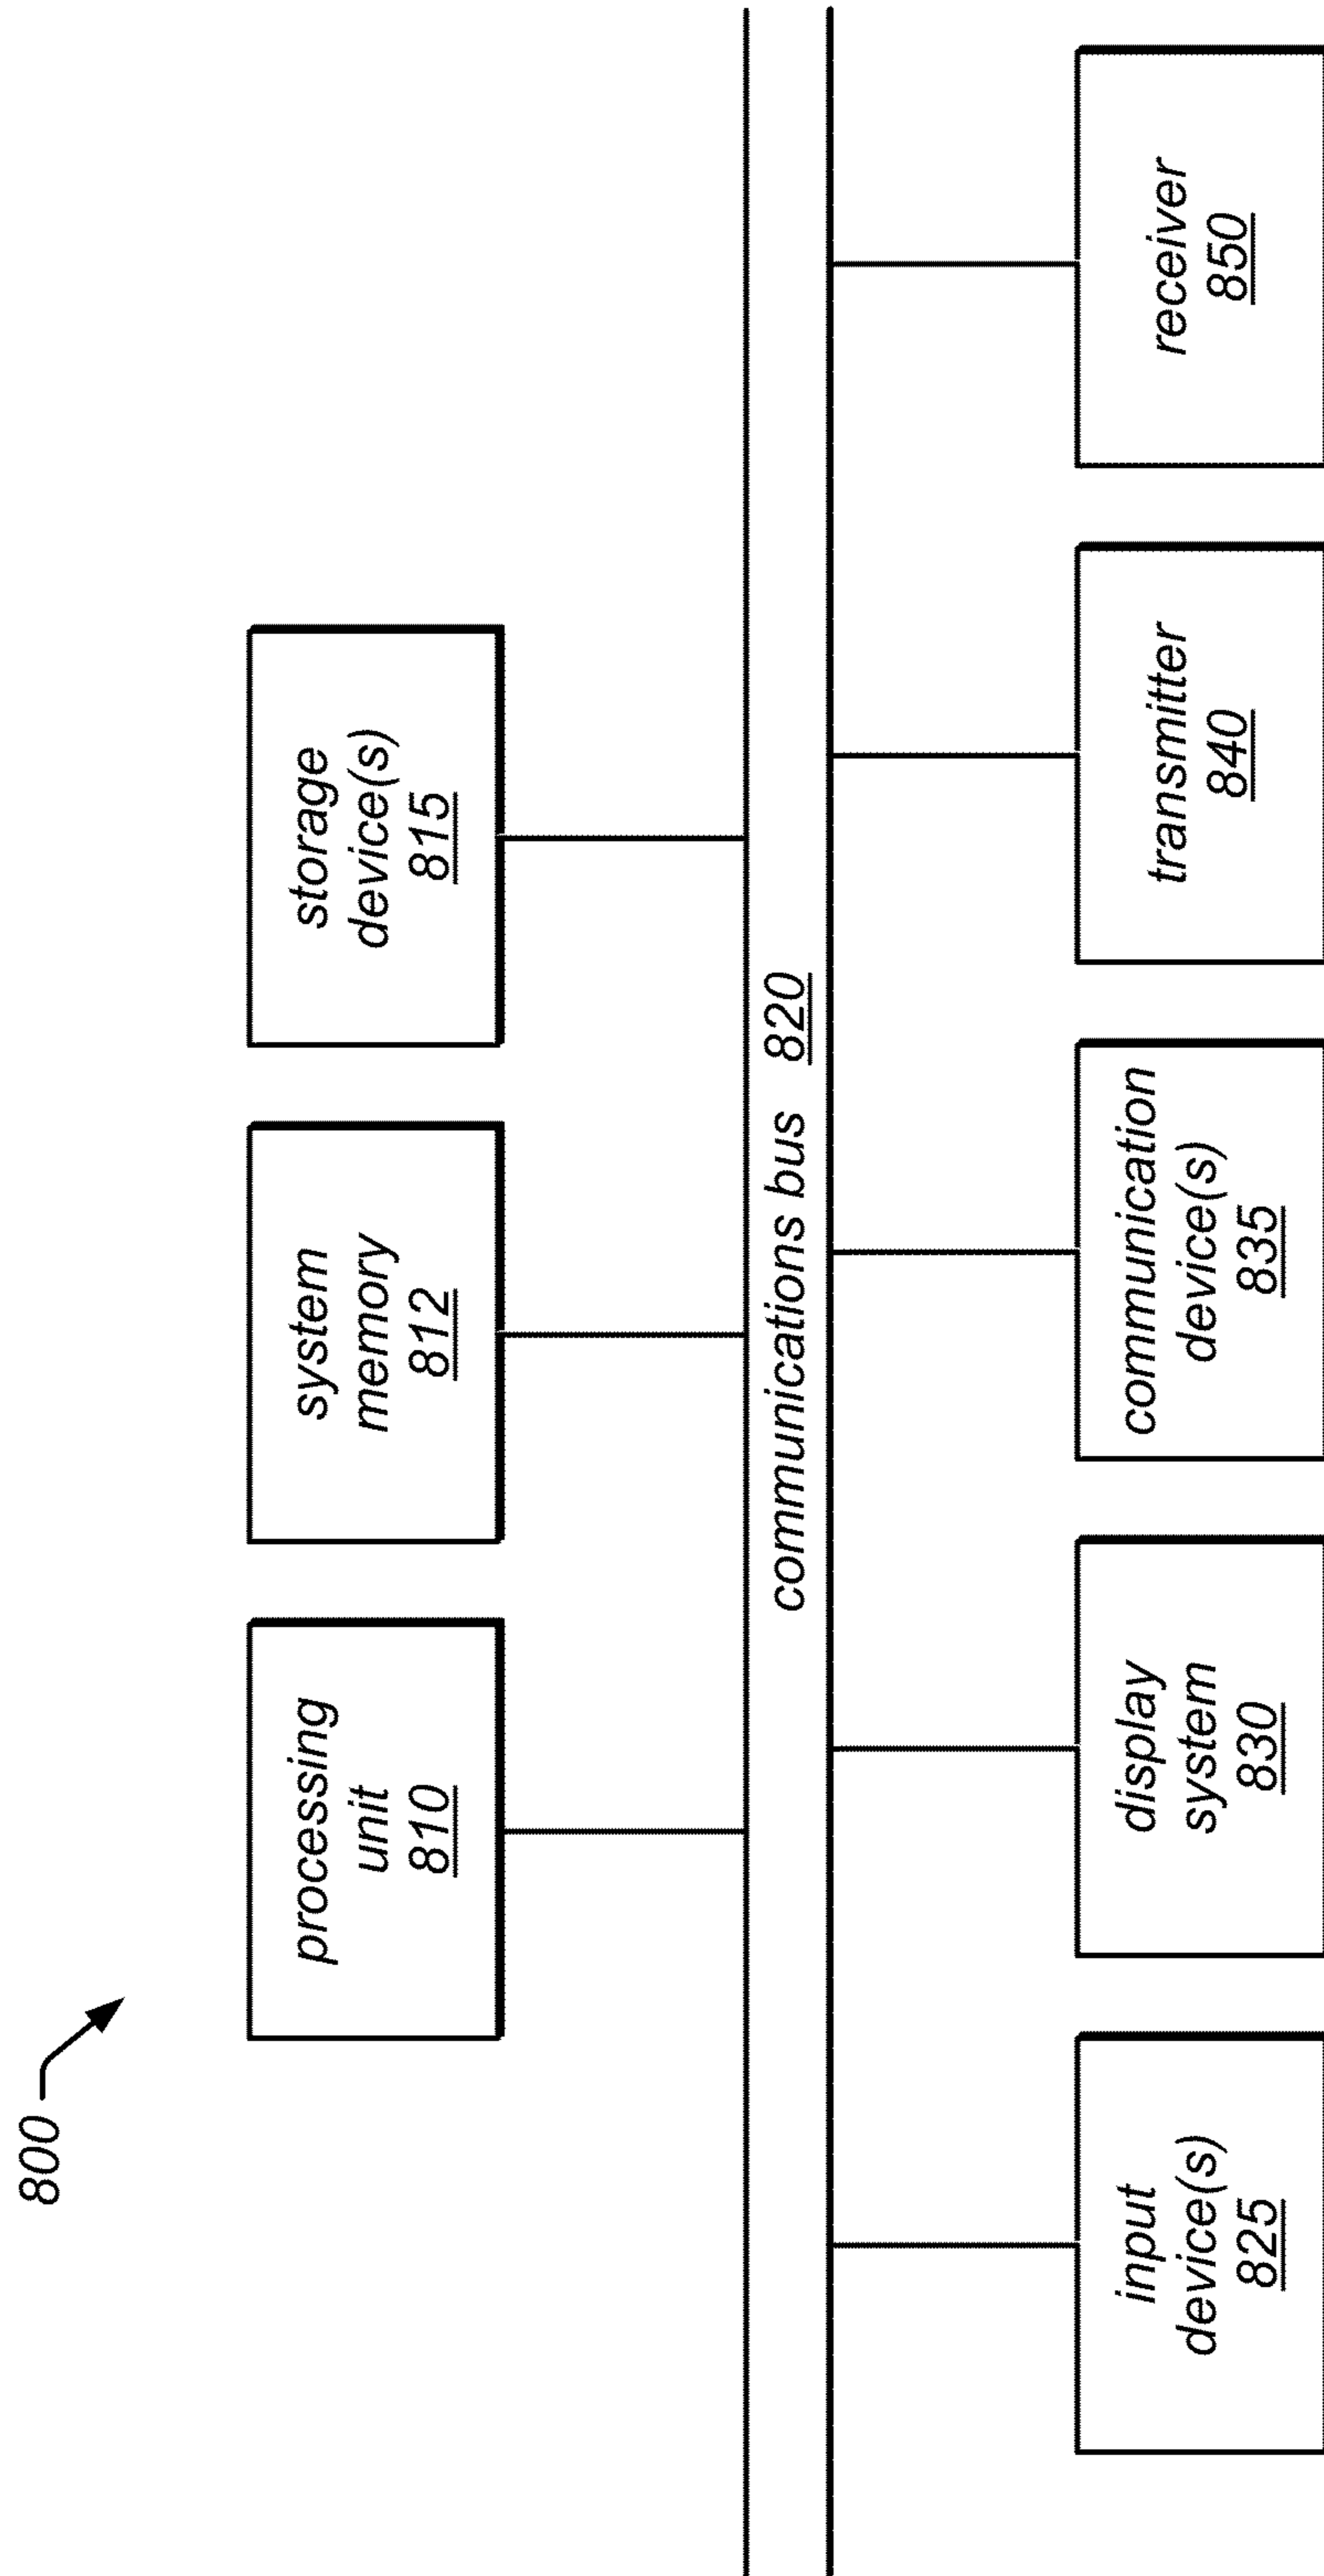 800
processing
unit
810
system
memory
812
storage
device(s)
815
communications bus 820
input
device(s)
825
display
system
830
communication
device(s)
835
transmitter
840
receiver
850